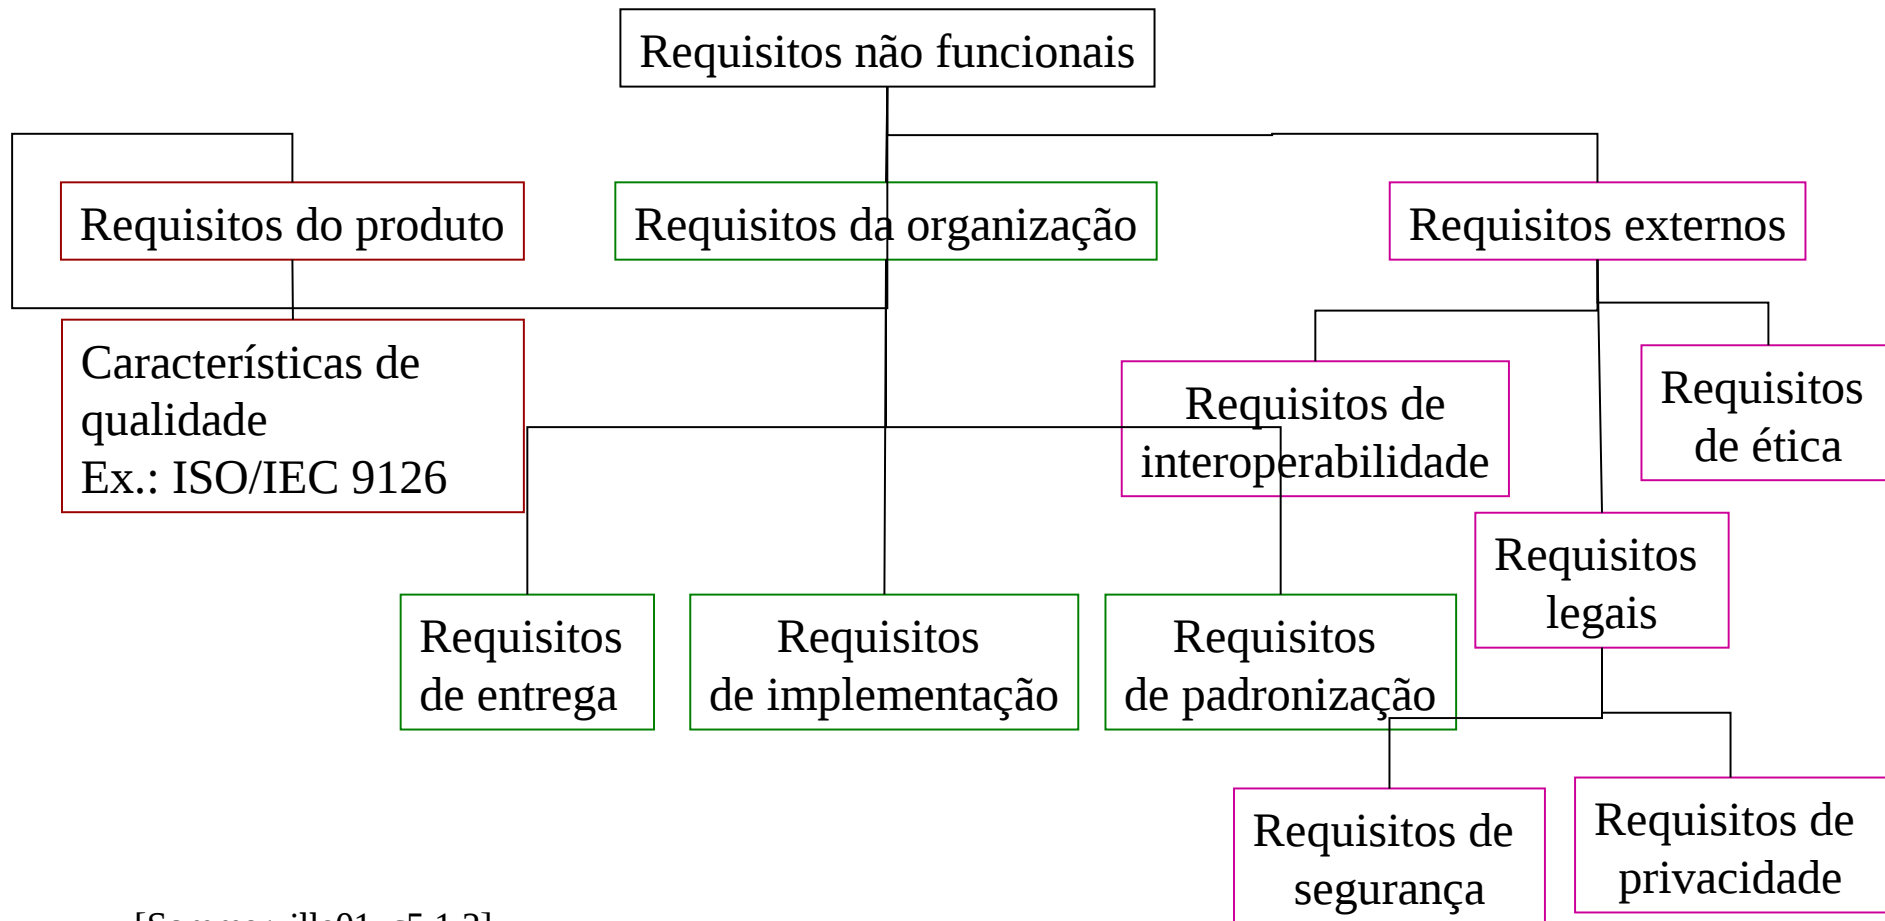 Requisitos não funcionais
Requisitos do produto
Requisitos da organização
Requisitos externos
Características de
qualidade
Ex.: ISO/IEC 9126
Requisitos de
interoperabilidade
Requisitos
de ética
Requisitos
legais
Requisitos
de entrega
Requisitos
de implementação
Requisitos
de padronização
Requisitos de
segurança
Requisitos de
privacidade